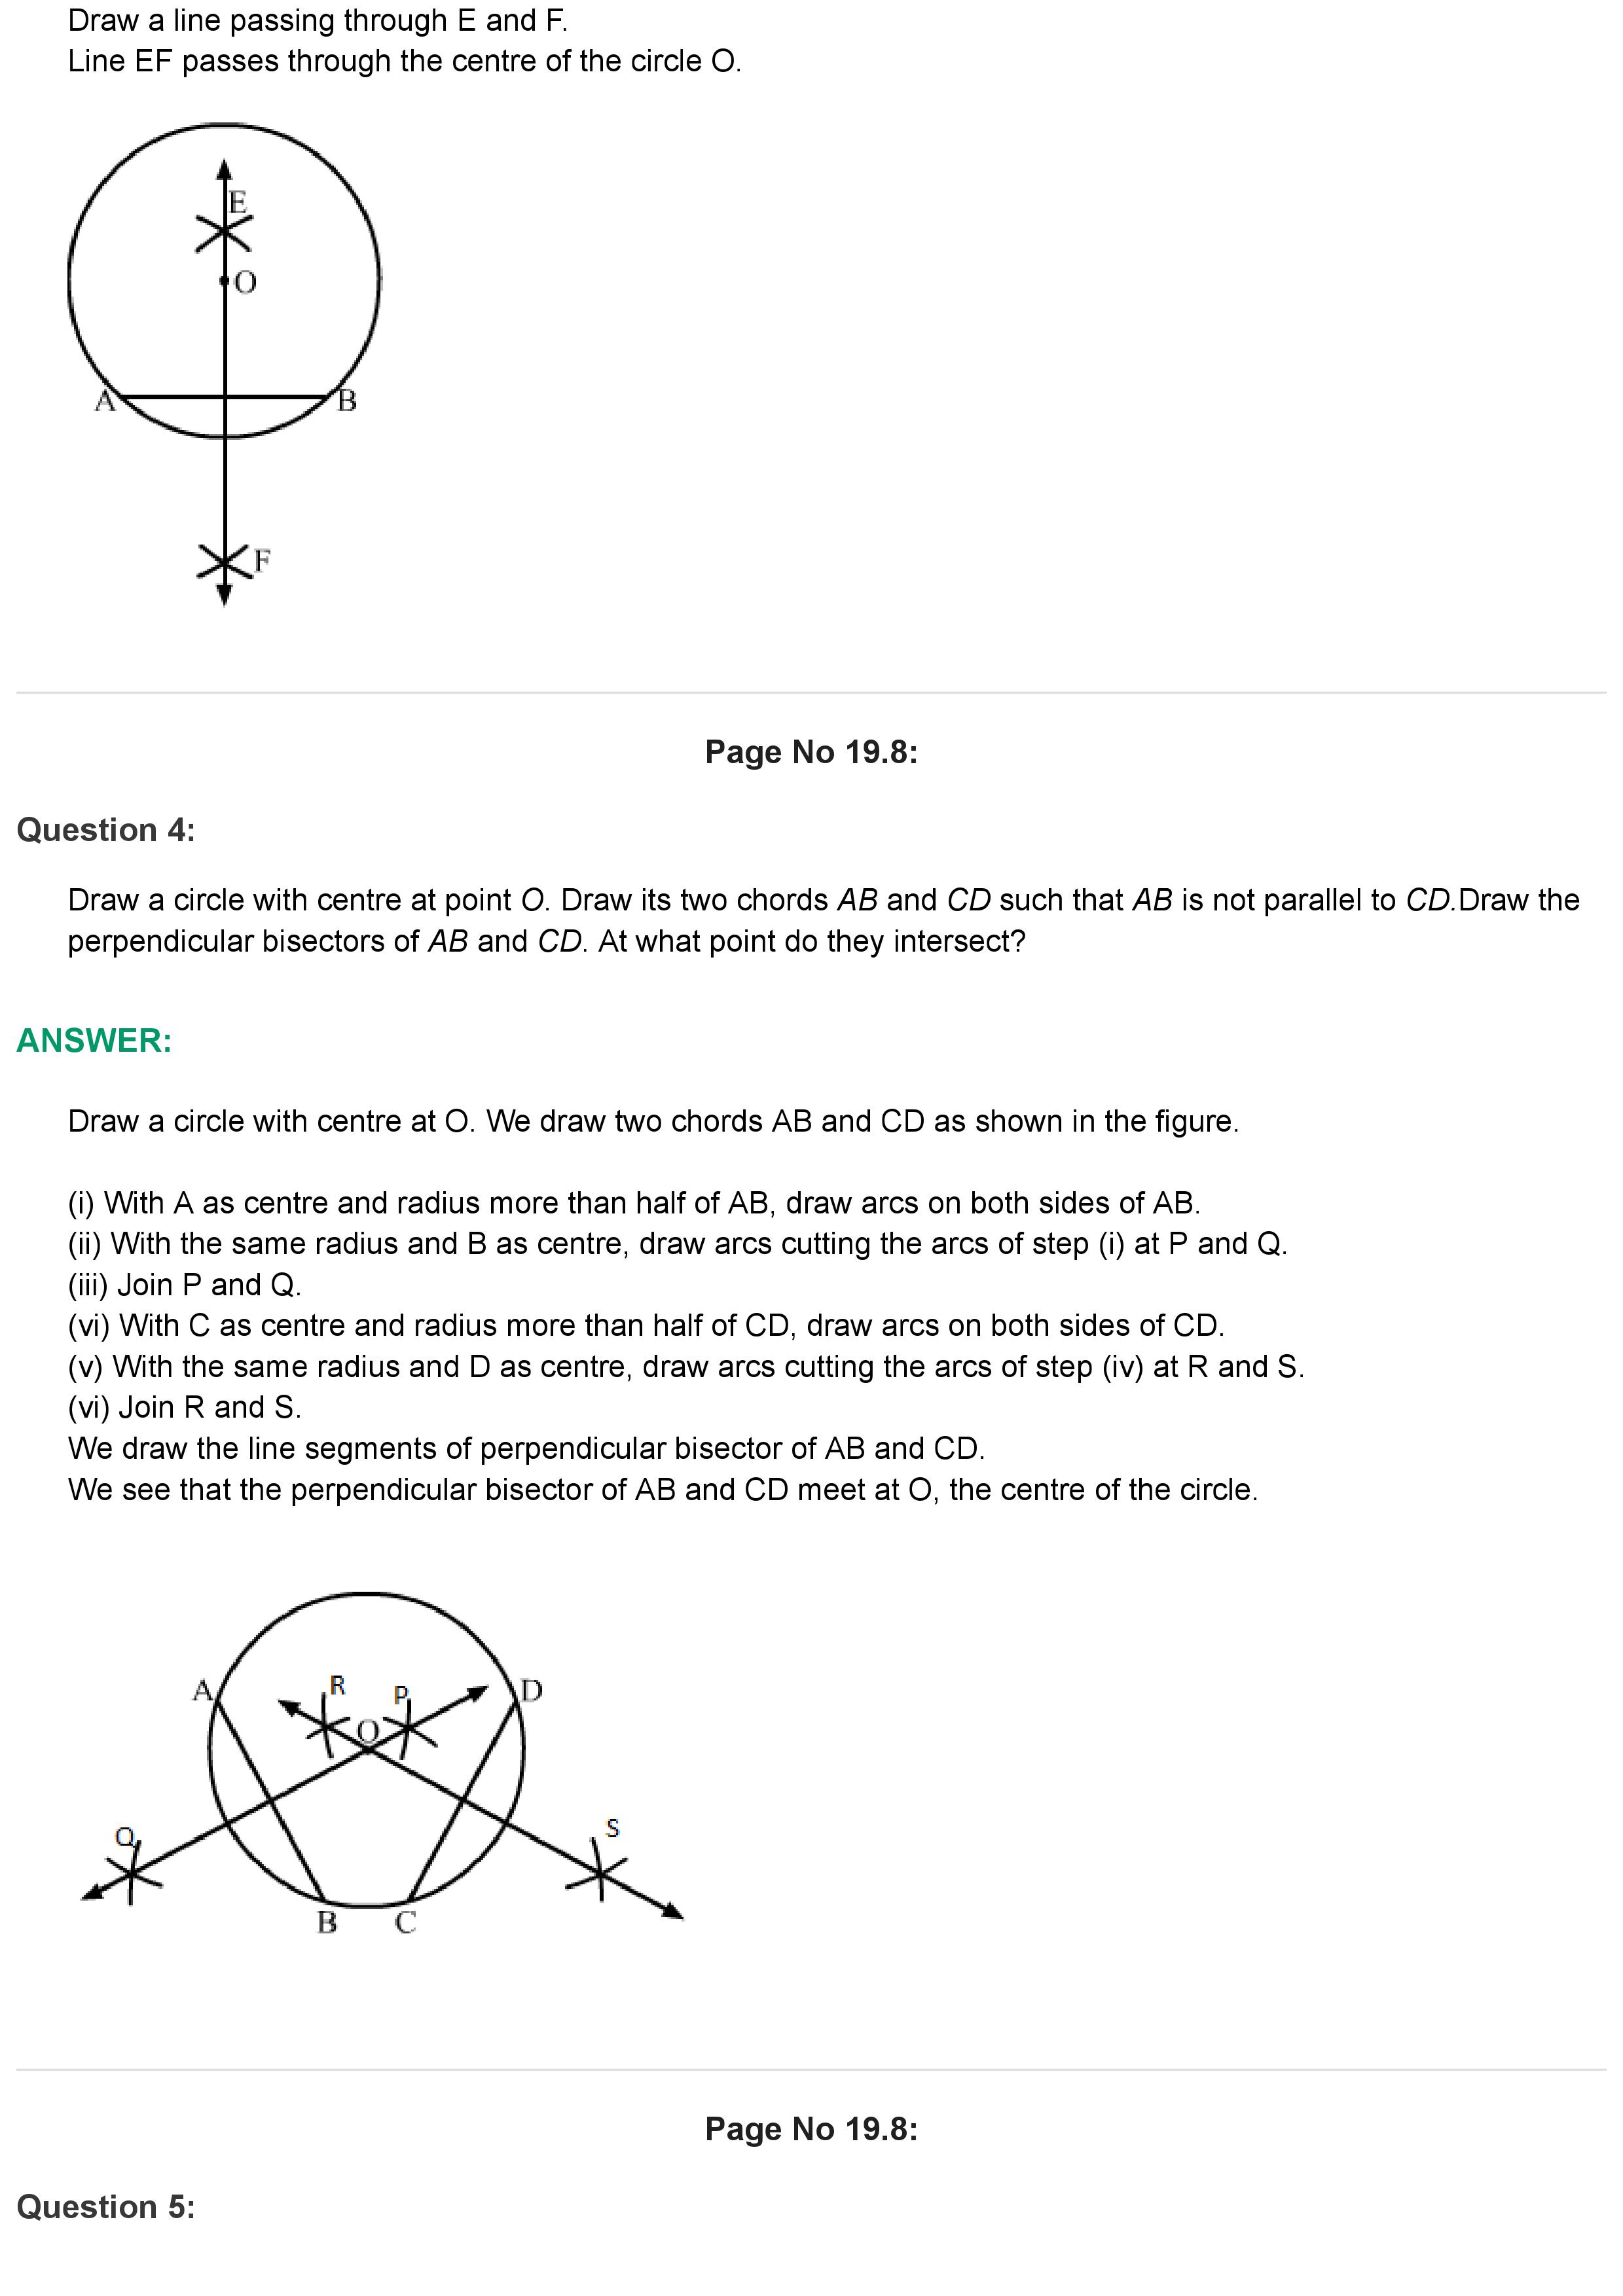 Draw a line passing through E and F.
Line EF passes through the centre of the circle O.
E
O
A
B
F
Page No 19.8:
Question 4:
Draw a circle with centre at point O. Draw its two chords AB and CD such that AB is not parallel to CD.Draw the
perpendicular bisectors of AB and CD. At what point do they intersect?
ANSWER:
Draw a circle with centre at O. We draw two chords AB and CD as shown in the figure.
(i) With A as centre and radius more than half of AB, draw arcs on both sides of AB.
(ii) With the same radius and B as centre, draw arcs cutting the arcs of step (i) at P and Q.
(iii) Join P and Q.
(vi) With C as centre and radius more than half of CD, draw arcs on both sides of CD.
(v) With the same radius and D as centre, draw arcs cutting the arcs of step (iv) at R and S.
(vi) Join R and S.
We draw the line segments of perpendicular bisector of AB and CD.
We see that the perpendicular bisector of AB and CD meet at O, the centre of the circle.
A
R
P
D
O
Q
S
B
C
Page No 19.8:
Question 5: